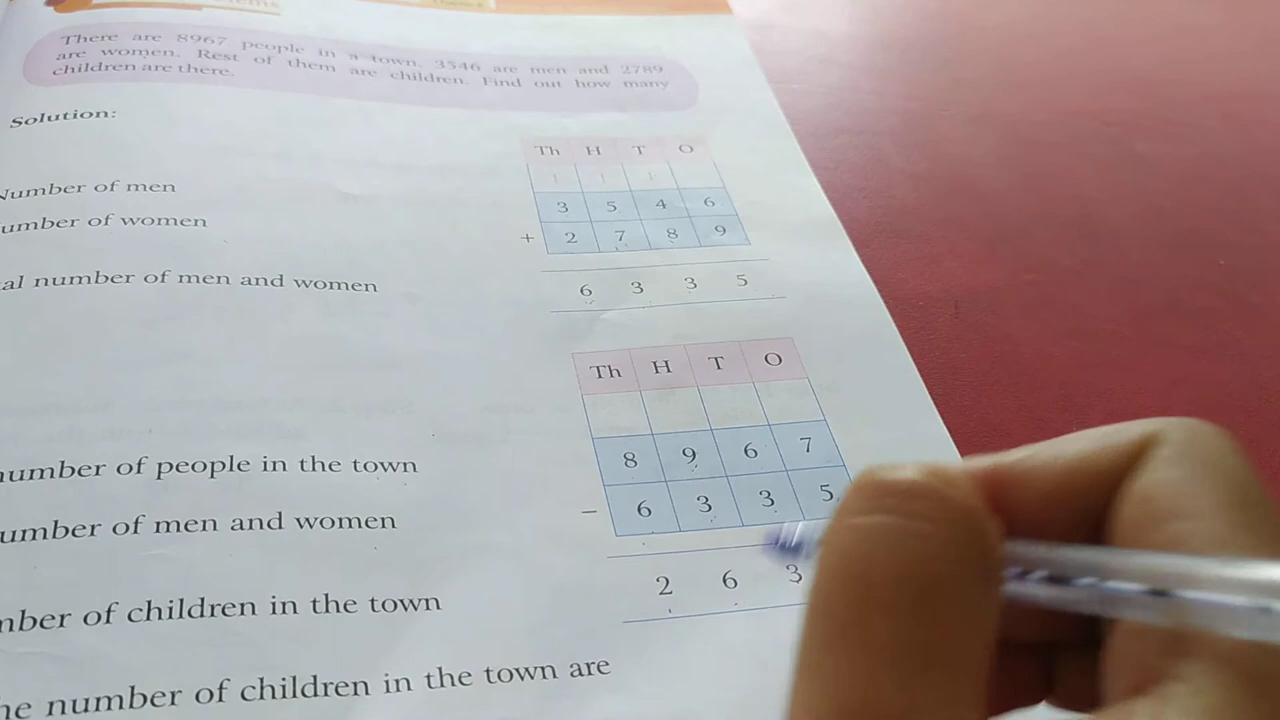 There are 8967 people in a town. 3546 are men and 2789
are women. Rest of them are children. Find out how many
children are there.
Solution:
Th H T O
1 1 1
Number of men 3 5 4 6
umber of women + 2 7 8 9
al number of men and women 6 3 3 5
Th H T O
number of people in the town 8 9 6 7
umber of men and women − 6 3 3 5
mber of children in the town 2 6 3
he number of children in the town are